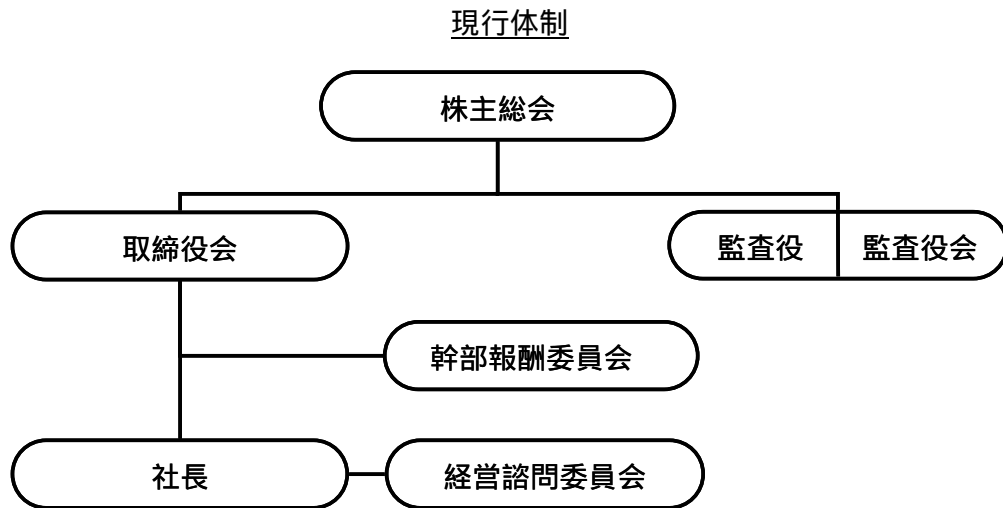 現行体制
株主総会
取締役会
監査役
監査役会
幹部報酬委員会
社長
経営諮問委員会